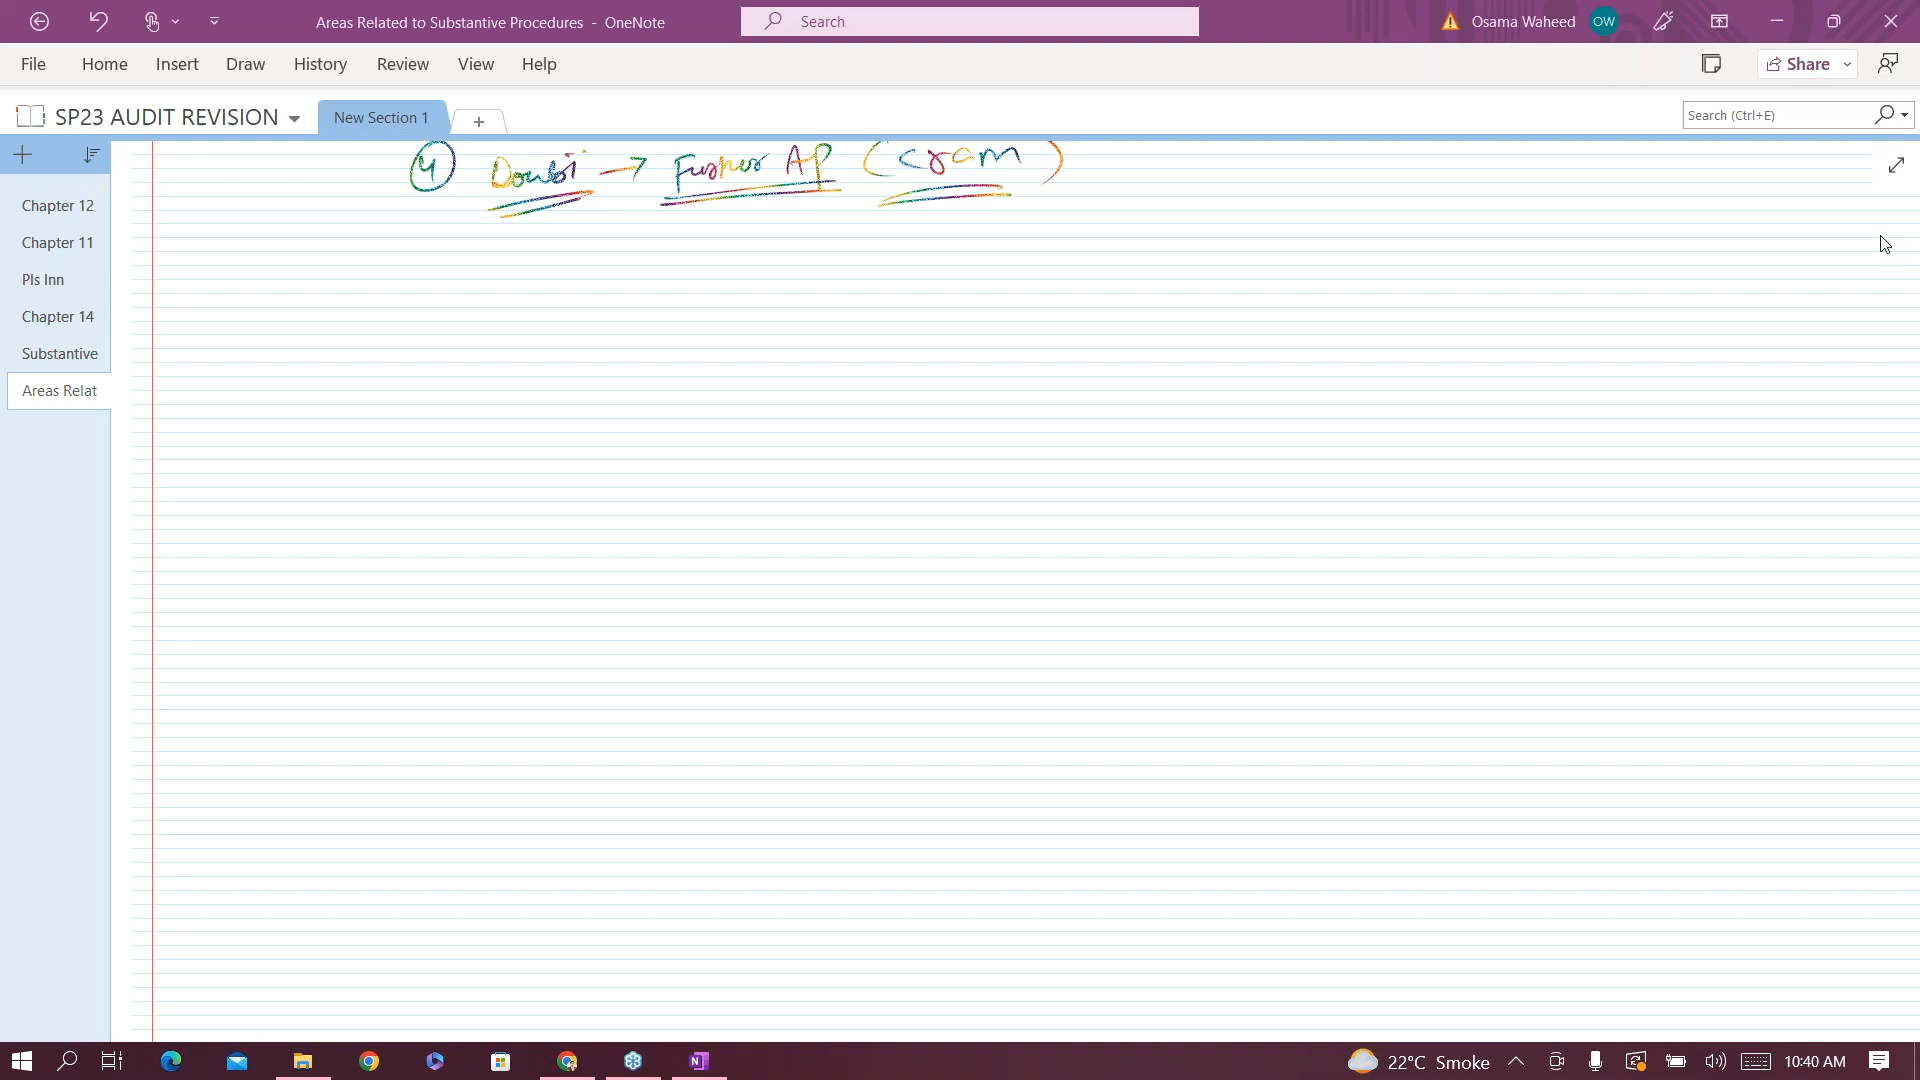 Areas Related to Substantive Procedures - OneNote
Search
Osama Waheed
OW
File Home Insert Draw History Review View Help
Share
SP23 AUDIT REVISION
New Section 1
+
Search (Ctrl+E)
Chapter 12
Chapter 11
Pls Inn
Chapter 14
Substantive
Areas Relat
4 Doubt → Further AP (Cram)
22°C Smoke
10:40 AM